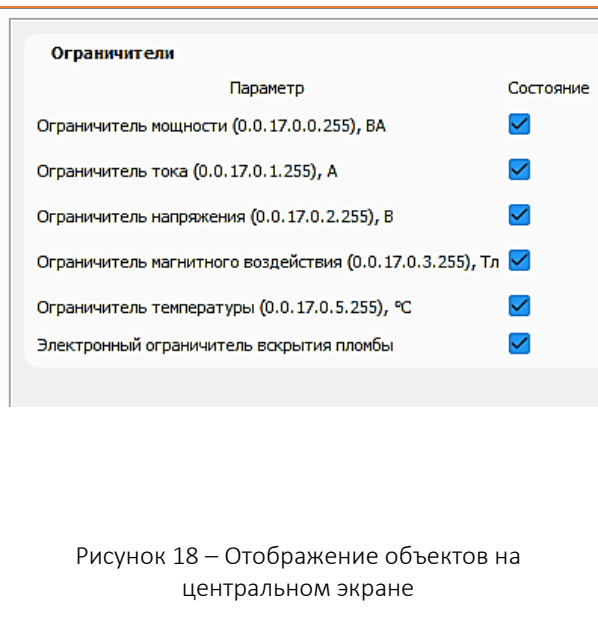 Ограничители
Параметр Состояние
Ограничитель мощности (0.0.17.0.0.255), ВА
Ограничитель тока (0.0.17.0.1.255), А
Ограничитель напряжения (0.0.17.0.2.255), В
Ограничитель магнитного воздействия (0.0.17.0.3.255), Тл
Ограничитель температуры (0.0.17.0.5.255), ºС
Электронный ограничитель вскрытия пломбы
Рисунок 18 – Отображение объектов на
центральном экране